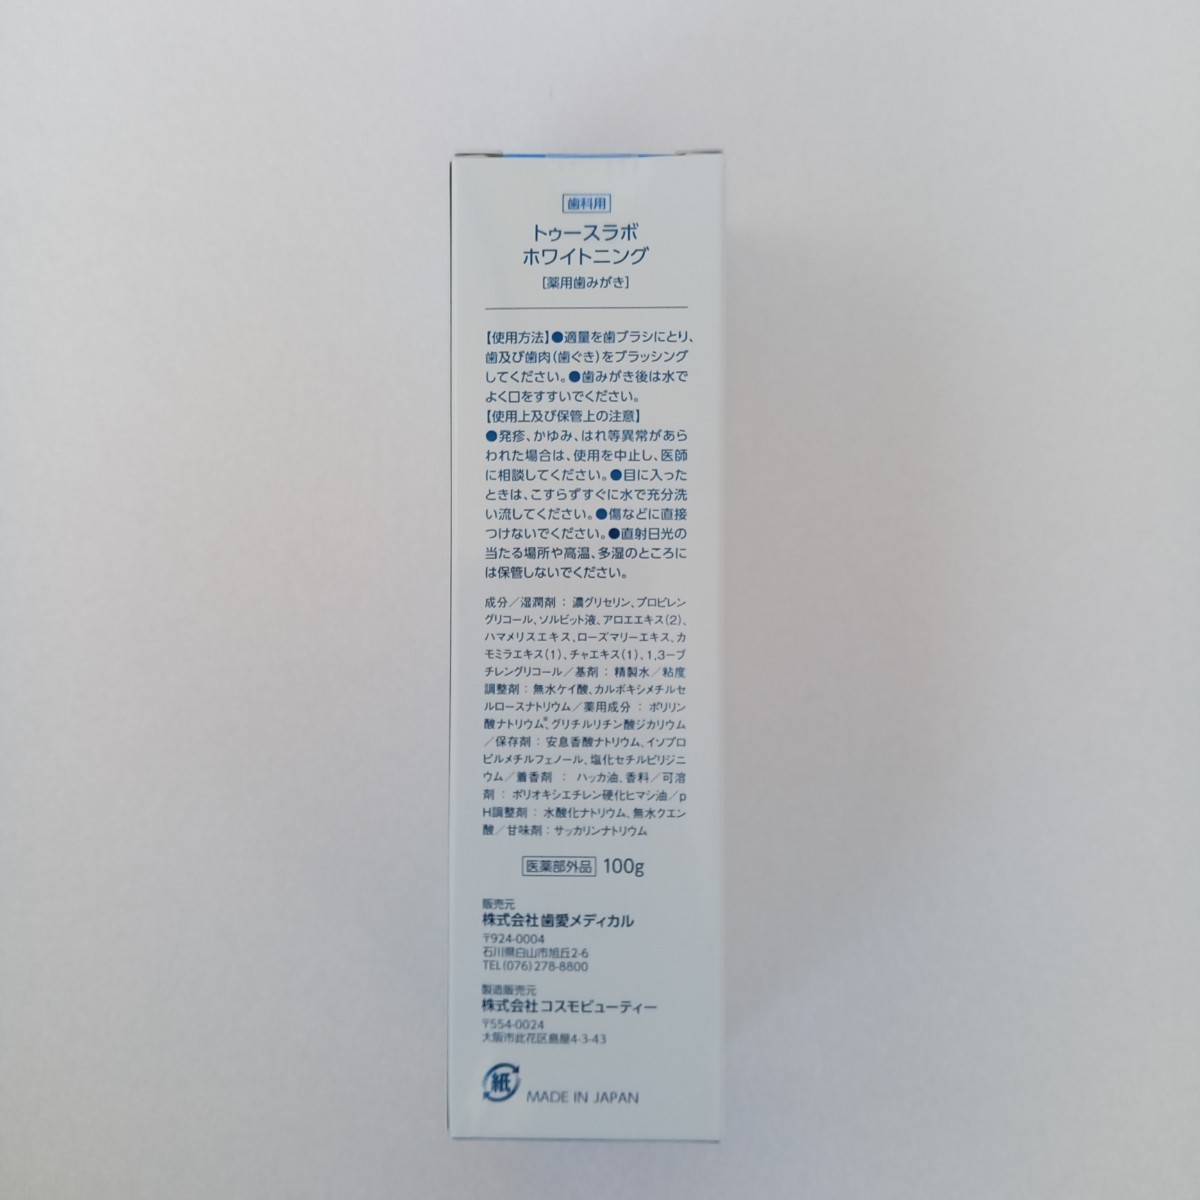 歯科用
トゥースラボ
ホワイトニング
[薬用歯みがき]
【使用方法】●適量を歯ブラシにとり、
歯及び歯肉(歯ぐき)をブラッシング
してください。●歯みがき後は水で
よく口をすすいでください。
【使用上及び保管上の注意】
●発疹、かゆみ、はれ等異常があら
われた場合は、使用を中止し、医師
に相談してください。●目に入った
ときは、こすらずすぐに水で充分洗
い流してください。●傷などに直接
つけないでください。●直射日光の
当たる場所や高温、多湿のところに
は保管しないでください。
成分／湿潤剤：濃グリセリン、プロピレン
グリコール、ソルビット液、アロエエキス(2)、
ハマメリスエキス、ローズマリーエキス、カ
モミラエキス(1)、チャエキス(1)、1,3ーブ
チレングリコール／基剤：精製水／粘度
調整剤：無水ケイ酸、カルボキシメチルセ
ルロースナトリウム／薬用成分：ポリリン
酸ナトリウム※、グリチルリチン酸ジカリウム
／保存剤：安息香酸ナトリウム、イソプロ
ピルメチルフェノール、塩化セチルピリジニ
ウム／着香剤：ハッカ油、香料／可溶
剤：ポリオキシエチレン硬化ヒマシ油／p
H調整剤：水酸化ナトリウム、無水クエン
酸／甘味剤：サッカリンナトリウム
医薬部外品 100g
販売元
株式会社歯愛メディカル
〒924-0004
石川県白山市旭丘2-6
TEL(076)278-8800
製造販売元
株式会社コスモビューティー
〒554-0024
大阪市此花区島屋4-3-43
紙 MADE IN JAPAN